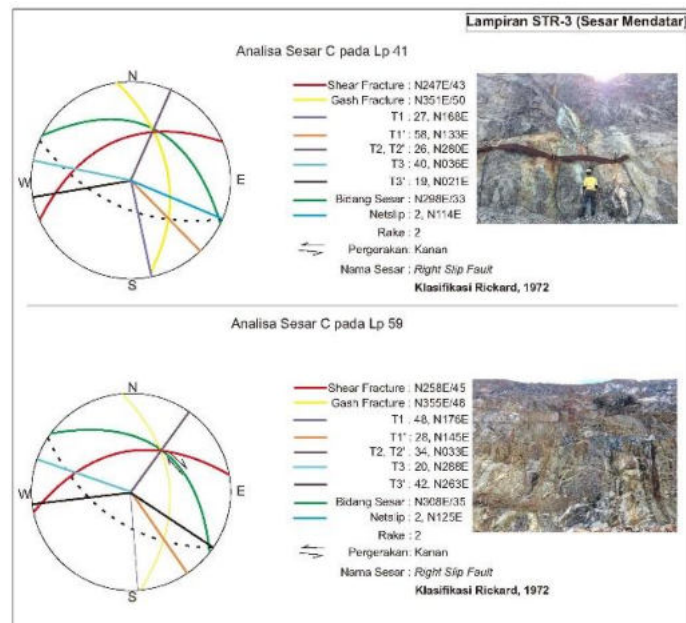 Lampiran STR-3 (Sesar Mendatar)
Analisa Sesar C pada Lp 41
N
W
E
S
Shear Fracture : N247E/43
Gash Fracture : N351E/50
T1 : 27, N168E
T1' : 58, N133E
T2, T2' : 26, N260E
T3 : 40, N036E
T3' : 19, N021E
Bidang Sesar : N298E/33
Netslip : 2, N114E
Rake : 2
Pergerakan : Kanan
Nama Sesar : Right Slip Fault
Klasifikasi Rickard, 1972
Analisa Sesar C pada Lp 59
N
W
E
S
Shear Fracture : N258E/45
Gash Fracture : N355E/48
T1 : 48, N176E
T1' : 28, N145E
T2, T2' : 34, N033E
T3 : 20, N288E
T3' : 42, N263E
Bidang Sesar : N308E/35
Netslip : 2, N125E
Rake : 2
Pergerakan : Kanan
Nama Sesar : Right Slip Fault
Klasifikasi Rickard, 1972